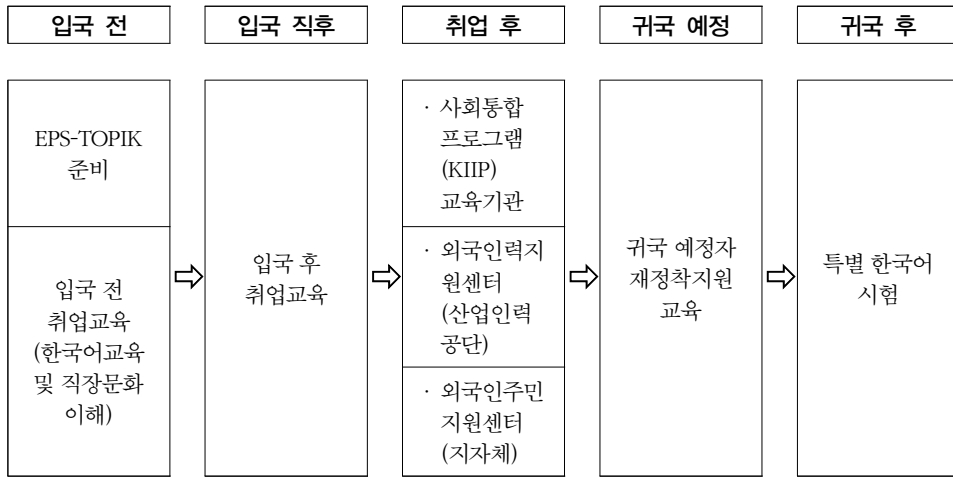 입국 전
입국 직후
취업 후
귀국 예정
귀국 후
EPS-TOPIK
준비
입국 전
취업교육
(한국어교육
및 직장문화
이해)
입국 후
취업교육
· 사회통합
프로그램
(KIIP)
교육기관
· 외국인력지
원센터
(산업인력
공단)
· 외국인주민
지원센터
(지자체)
귀국 예정자
재정착지원
교육
특별 한국어
시험